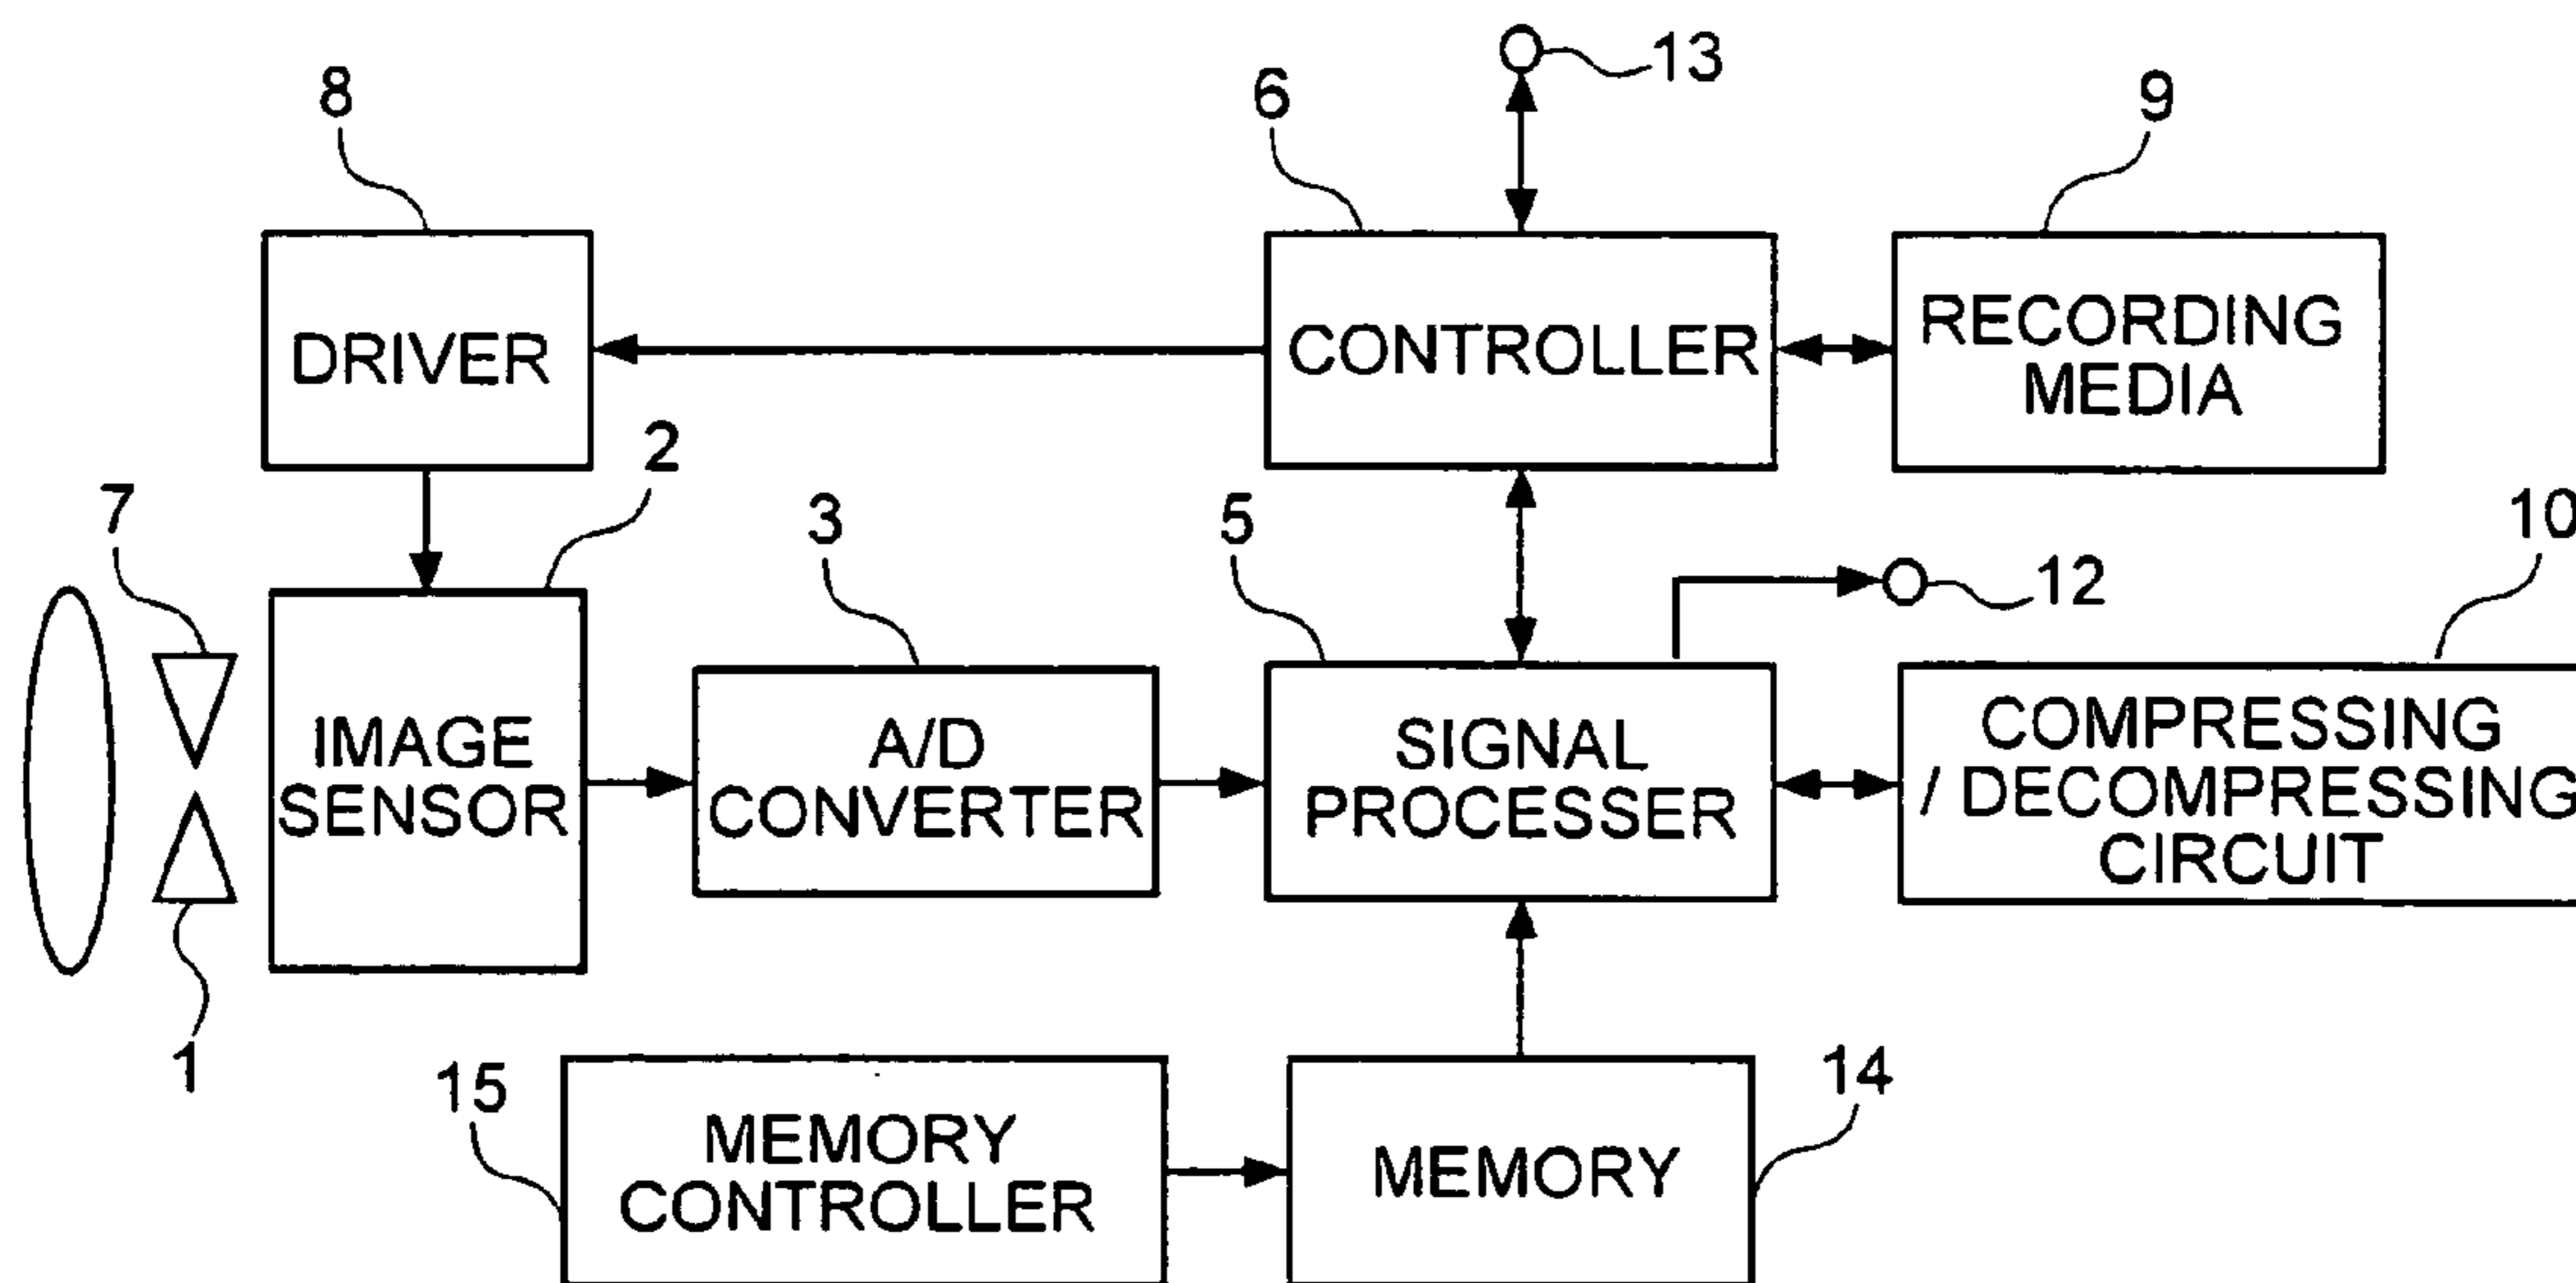 13
8
6
9
DRIVER
CONTROLLER
RECORDING
MEDIA
7
2
3
5
12
10
IMAGE
SENSOR
A/D
CONVERTER
SIGNAL
PROCESSER
COMPRESSING
/ DECOMPRESSING
CIRCUIT
1
15
MEMORY
CONTROLLER
MEMORY
14